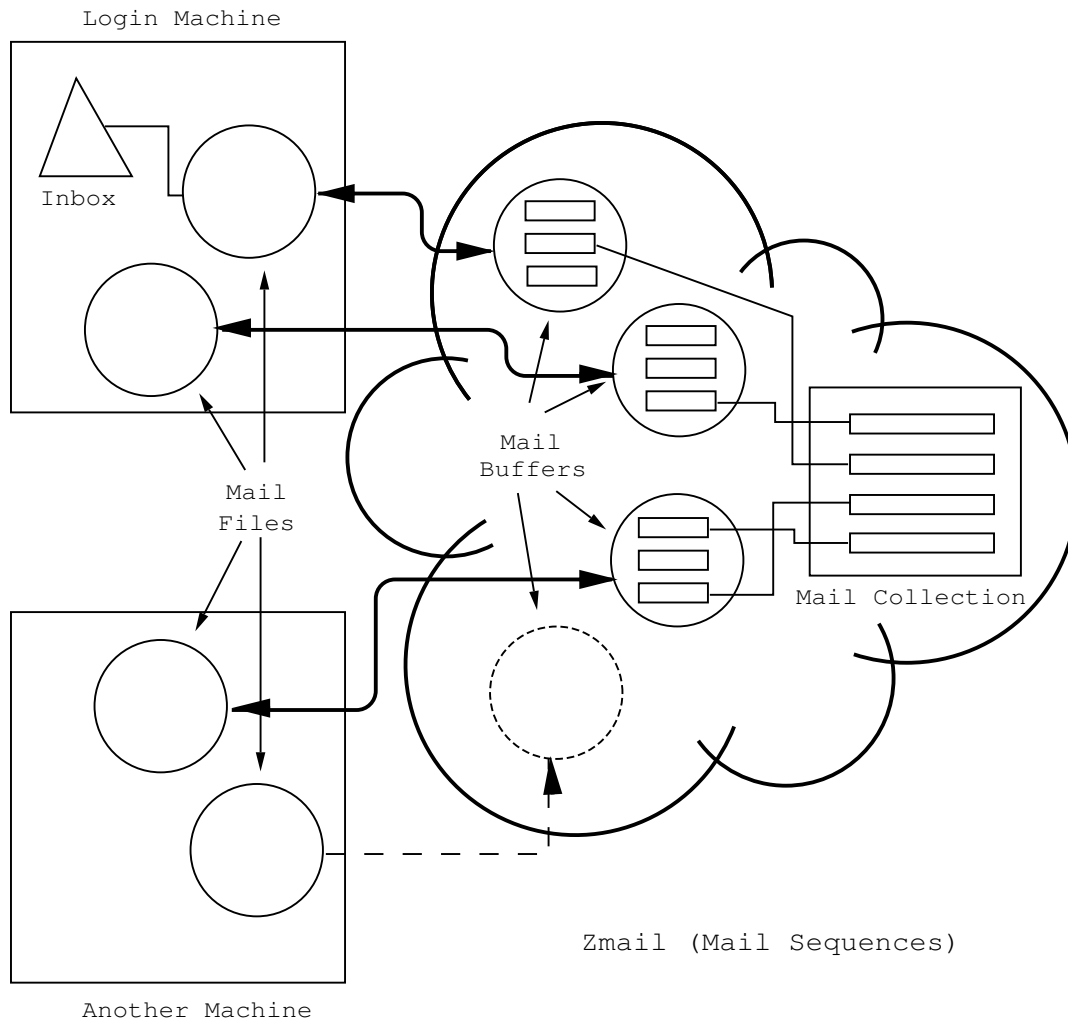 Login Machine
Inbox
Mail
Buffers
Mail
Files
Mail Collection
Zmail (Mail Sequences)
Another Machine